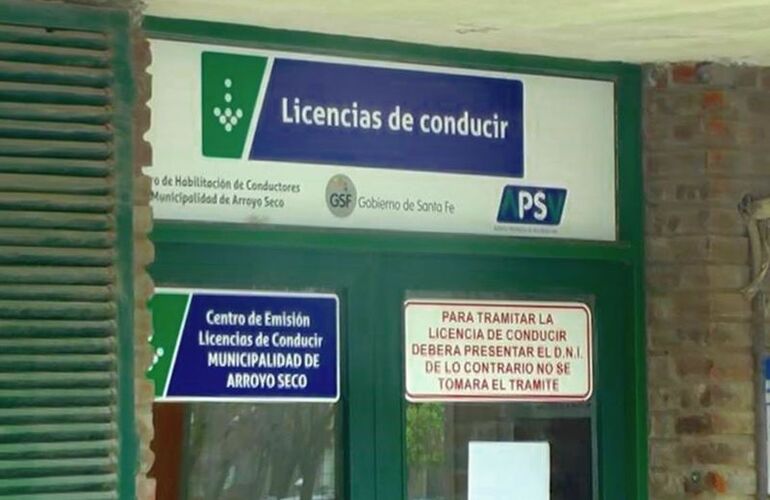 Licencias de conducir
de Habilitación de Conductores
Municipalidad de Arroyo Seco
GSF Gobierno de Santa Fe
APSV
Centro de Emisión
Licencias de Conducir
MUNICIPALIDAD DE
ARROYO SECO
PARA TRAMITAR LA
LICENCIA DE CONDUCIR
DEBERA PRESENTAR EL D.N.I.
DE LO CONTRARIO NO SE
TOMARA EL TRAMITE